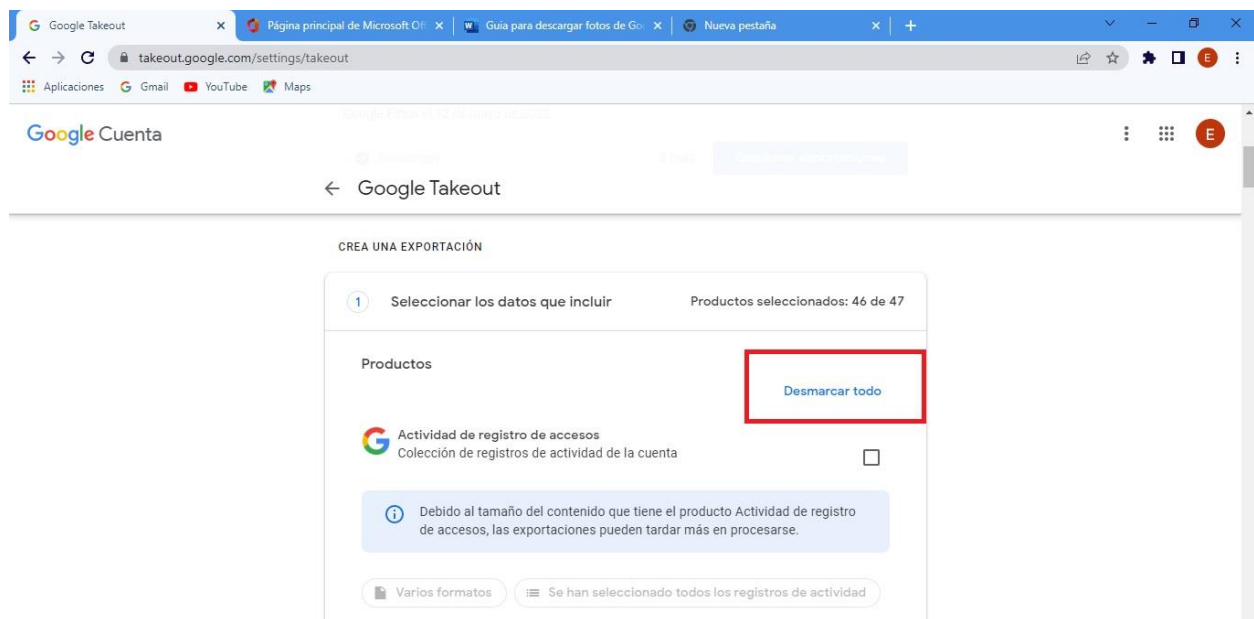 Google Takeout
Página principal de Microsoft Of
Guia para descargar fotos de Go
Nueva pestaña
takeout.google.com/settings/takeout
Aplicaciones Gmail YouTube Maps
Google Cuenta
E
Google Takeout
CREA UNA EXPORTACIÓN
1 Seleccionar los datos que incluir Productos seleccionados: 46 de 47
Productos
Desmarcar todo
Actividad de registro de accesos
Colección de registros de actividad de la cuenta
Debido al tamaño del contenido que tiene el producto Actividad de registro
de accesos, las exportaciones pueden tardar más en procesarse.
Varios formatos Se han seleccionado todos los registros de actividad